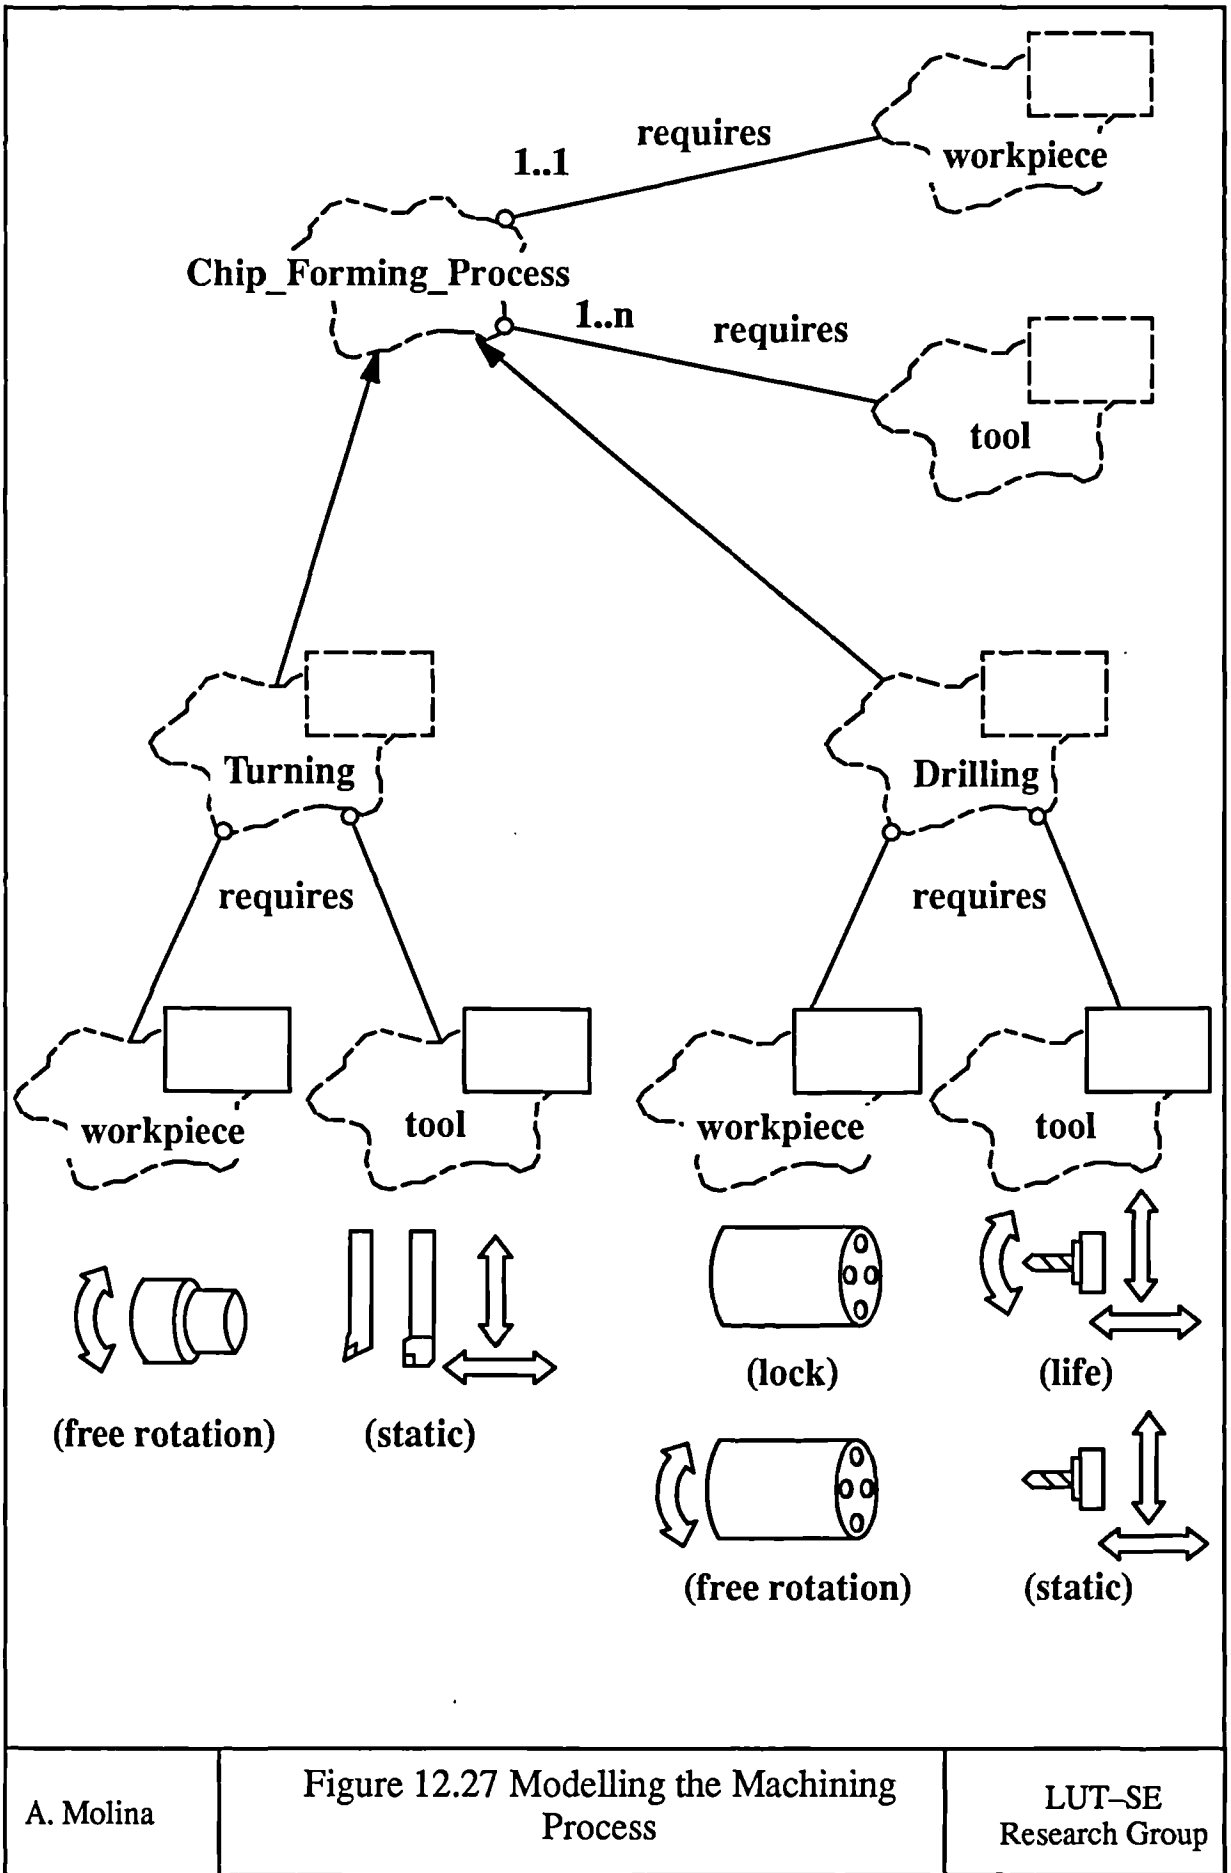 requires
1..1
workpiece
Chip_Forming_Process
1..n
requires
tool
Turning
Drilling
requires
requires
workpiece
tool
workpiece
tool
(lock)
(life)
(free rotation)
(static)
(free rotation)
(static)
A. Molina
Figure 12.27 Modelling the Machining
Process
LUT–SE
Research Group